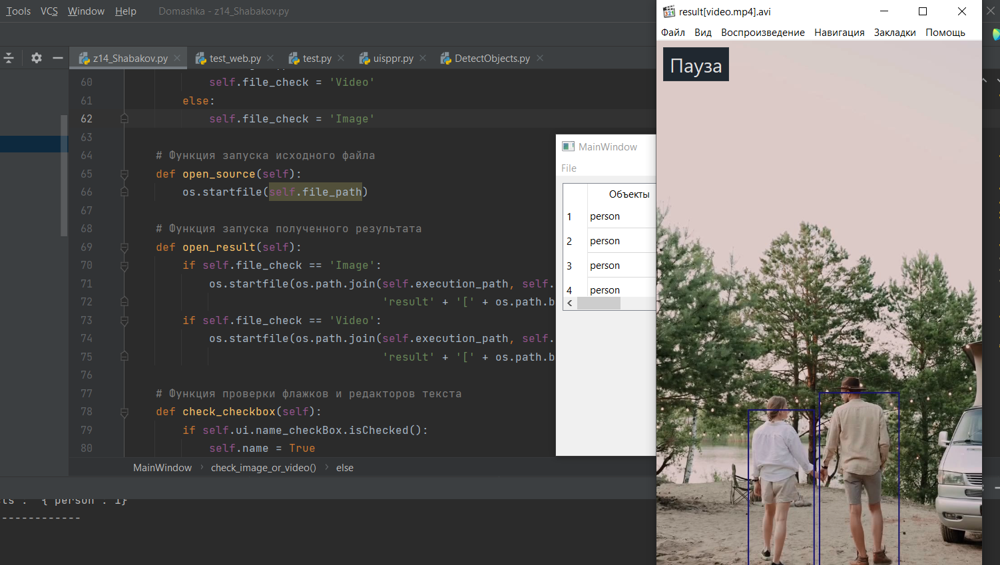 Tools VCS Window Help Domashka - z14_Shabakov.py
z14_Shabakov.py test_web.py test.py uisppr.py DetectObjects.py
60 self.file_check = 'Video'
61 else:
62 self.file_check = 'Image'
63
64 # Функция запуска исходного файла
65 def open_source(self):
66 os.startfile(self.file_path)
67
68 # Функция запуска полученного результата
69 def open_result(self):
70 if self.file_check == 'Image':
71 os.startfile(os.path.join(self.execution_path, self.
72 'result' + '[' + os.path.b
73 if self.file_check == 'Video':
74 os.startfile(os.path.join(self.execution_path, self.
75 'result' + '[' + os.path.b
76
77 # Функция проверки флажков и редакторов текста
78 def check_checkbox(self):
79 if self.ui.name_checkBox.isChecked():
80 self.name = True
MainWindow › check_image_or_video() › else
------------
MainWindow
File
Объекты
1 person
2 person
3 person
4 person
result[video.mp4].avi
Файл Вид Воспроизведение Навигация Закладки Помощь
Пауза